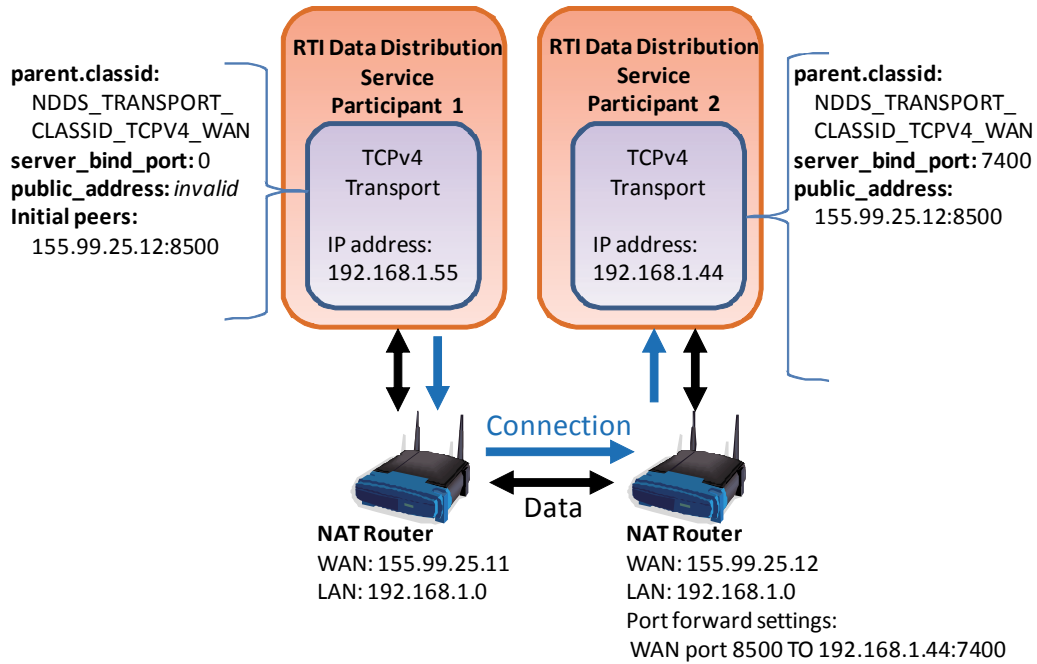 parent.classid:
NDDS_TRANSPORT_
CLASSID_TCPV4_WAN
server_bind_port: 0
public_address: invalid
Initial peers:
155.99.25.12:8500
RTI Data Distribution
Service
Participant 1
TCPv4
Transport
IP address:
192.168.1.55
RTI Data Distribution
Service
Participant 2
TCPv4
Transport
IP address:
192.168.1.44
parent.classid:
NDDS_TRANSPORT_
CLASSID_TCPV4_WAN
server_bind_port: 7400
public_address:
155.99.25.12:8500
Connection
Data
NAT Router
WAN: 155.99.25.11
LAN: 192.168.1.0
NAT Router
WAN: 155.99.25.12
LAN: 192.168.1.0
Port forward settings:
WAN port 8500 TO 192.168.1.44:7400